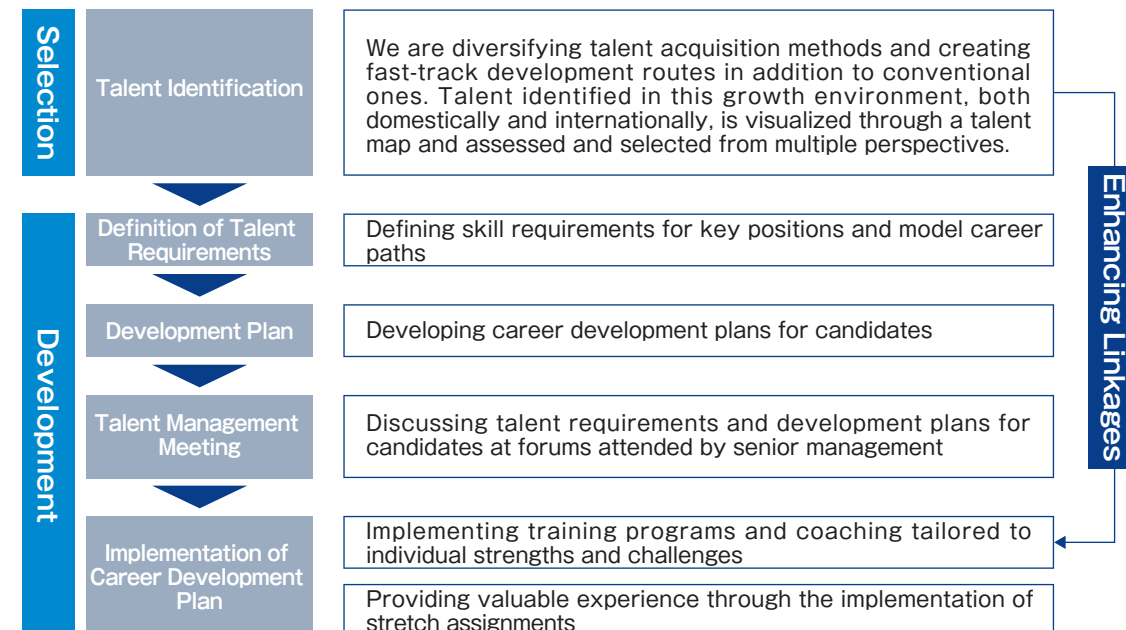 Selection
Talent Identification
We are diversifying talent acquisition methods and creating
fast-track development routes in addition to conventional
ones. Talent identified in this growth environment, both
domestically and internationally, is visualized through a talent
map and assessed and selected from multiple perspectives.
Enhancing Linkages
Development
Definition of Talent
Requirements
Defining skill requirements for key positions and model career
paths
Development Plan
Developing career development plans for candidates
Talent Management
Meeting
Discussing talent requirements and development plans for
candidates at forums attended by senior management
Implementation of
Career Development
Plan
Implementing training programs and coaching tailored to
individual strengths and challenges
Providing valuable experience through the implementation of
stretch assignments